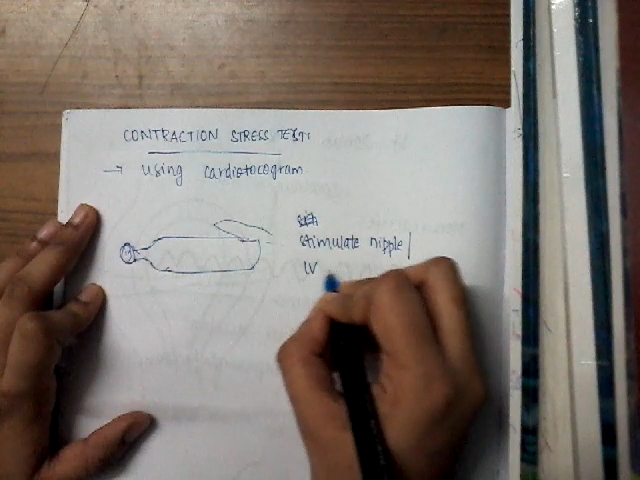 CONTRACTION STRESS TEST:
→ using cardiotocogram
stimulate nipple/
IV